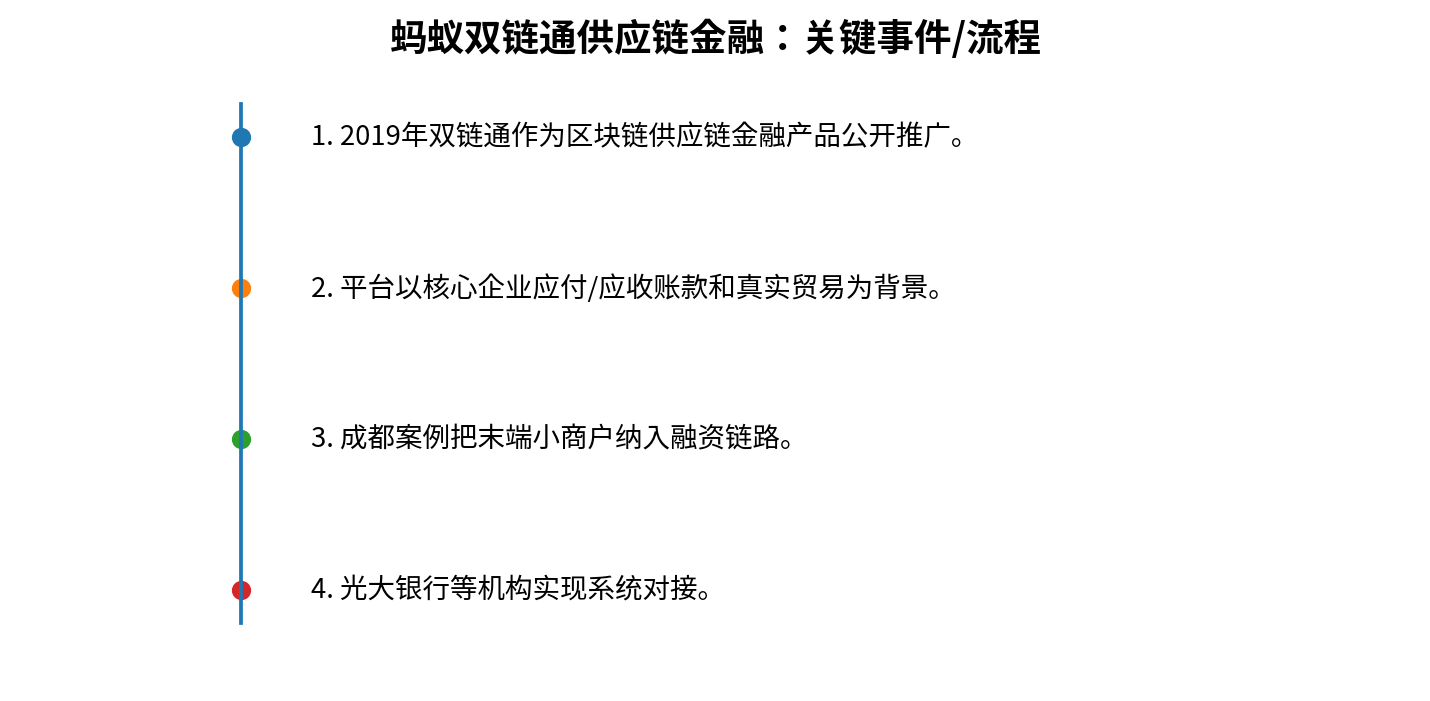 蚂蚁双链通供应链金融：关键事件/流程
1. 2019年双链通作为区块链供应链金融产品公开推广。
2. 平台以核心企业应付/应收账款和真实贸易为背景。
3. 成都案例把末端小商户纳入融资链路。
4. 光大银行等机构实现系统对接。